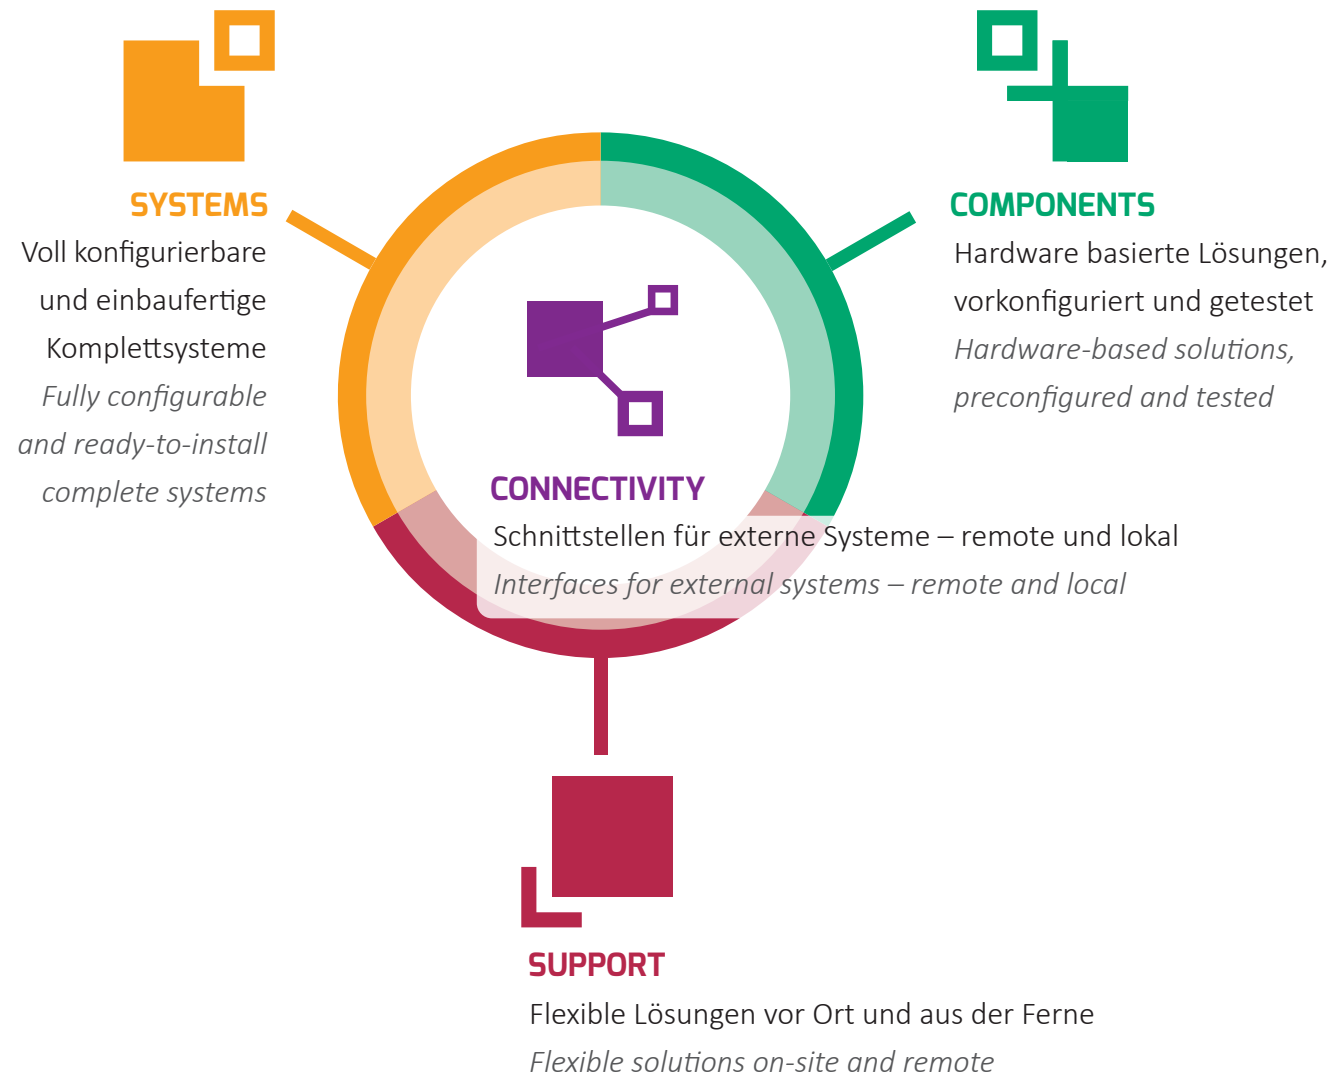 SYSTEMS
Voll konfigurierbare
und einbaufertige
Komplettsysteme
Fully configurable
and ready-to-install
complete systems
COMPONENTS
Hardware basierte Lösungen,
vorkonfiguriert und getestet
Hardware-based solutions,
preconfigured and tested
CONNECTIVITY
Schnittstellen für externe Systeme – remote und lokal
Interfaces for external systems – remote and local
SUPPORT
Flexible Lösungen vor Ort und aus der Ferne
Flexible solutions on-site and remote